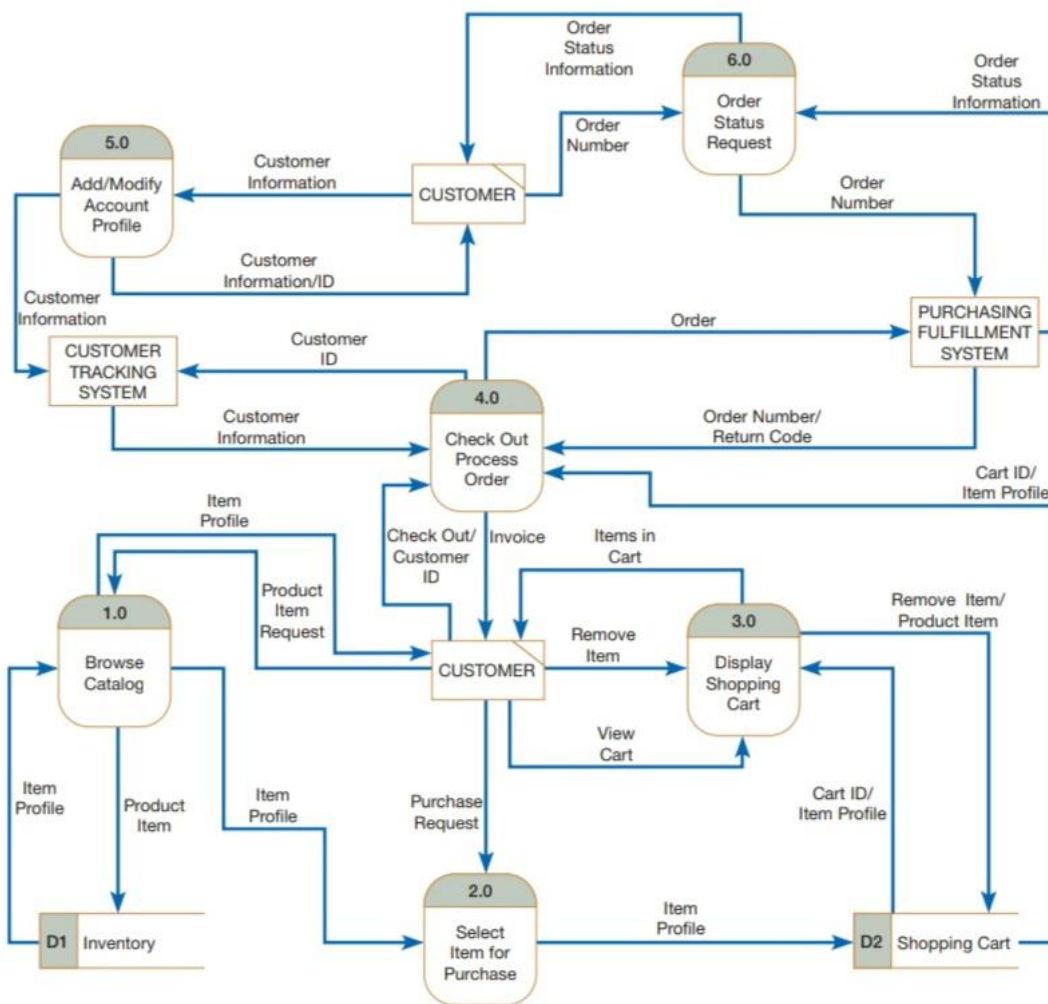 Order
Status
Information
6.0
Order
Status
Request
Order
Status
Information
Order
Number
5.0
Add/Modify
Account
Profile
Customer
Information
CUSTOMER
Order
Number
Customer
Information/ID
Customer
Information
PURCHASING
FULFILLMENT
SYSTEM
Order
CUSTOMER
TRACKING
SYSTEM
Customer
ID
4.0
Check Out
Process
Order
Customer
Information
Order Number/
Return Code
Cart ID/
Item Profile
Item
Profile
Check Out/
Customer
ID
Invoice
Items in
Cart
1.0
Browse
Catalog
Product
Item
Request
CUSTOMER
Remove
Item
3.0
Display
Shopping
Cart
Remove Item/
Product Item
View
Cart
Item
Profile
Product
Item
Item
Profile
Purchase
Request
Cart ID/
Item Profile
2.0
Select
Item for
Purchase
D1 Inventory
Item
Profile
D2 Shopping Cart